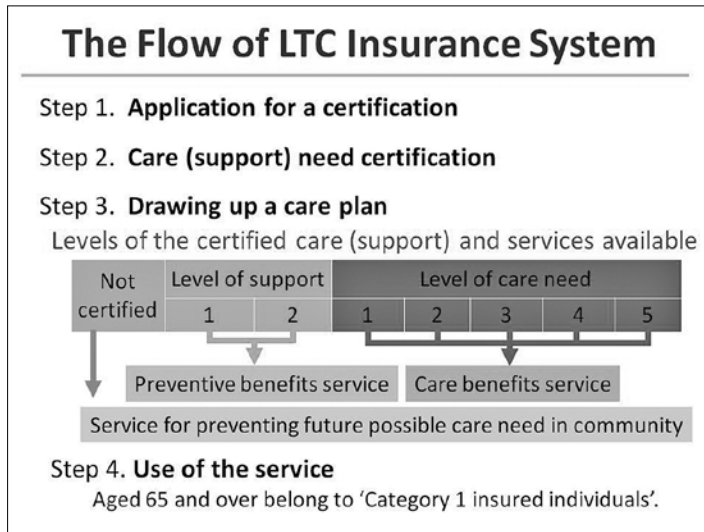 The Flow of LTC Insurance System
Step 1. Application for a certification
Step 2. Care (support) need certification
Step 3. Drawing up a care plan
Levels of the certified care (support) and services available
Not certified
Level of support
Level of care need
1 2 1 2 3 4 5
Preventive benefits service
Care benefits service
Service for preventing future possible care need in community
Step 4. Use of the service
Aged 65 and over belong to ‘Category 1 insured individuals’.